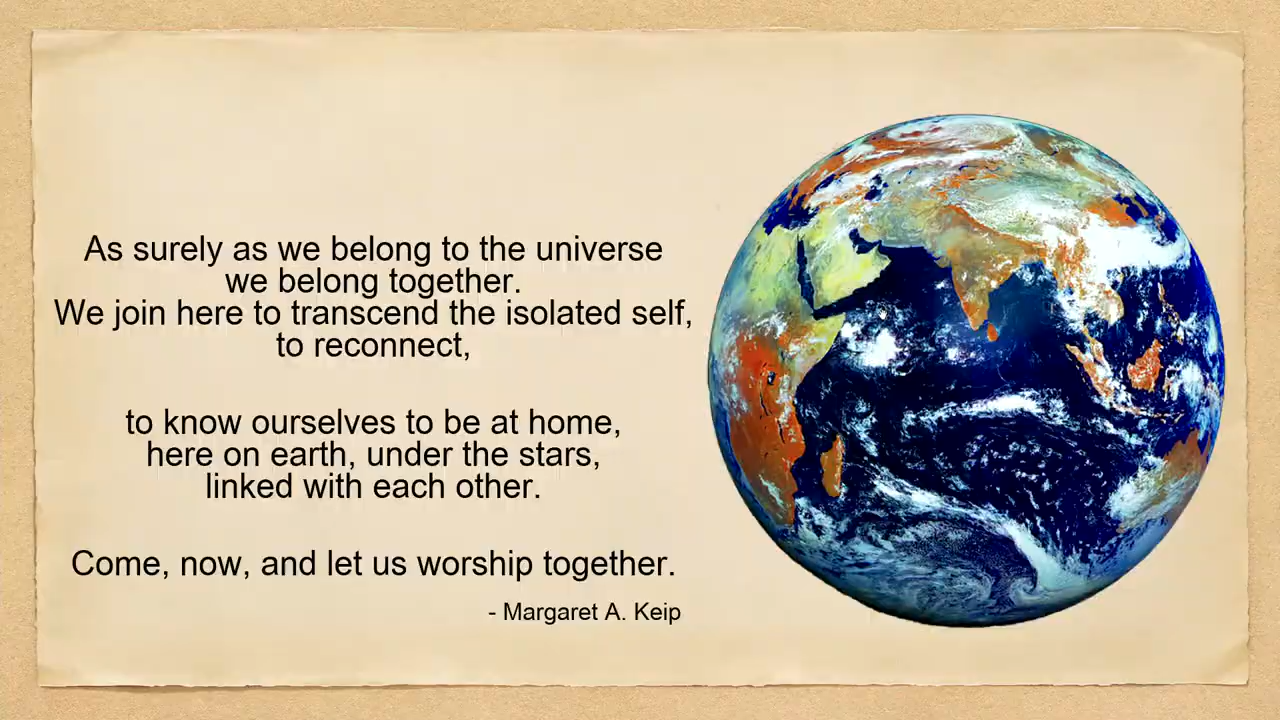 As surely as we belong to the universe
we belong together.
We join here to transcend the isolated self,
to reconnect,
to know ourselves to be at home,
here on earth, under the stars,
linked with each other.
Come, now, and let us worship together.
- Margaret A. Keip